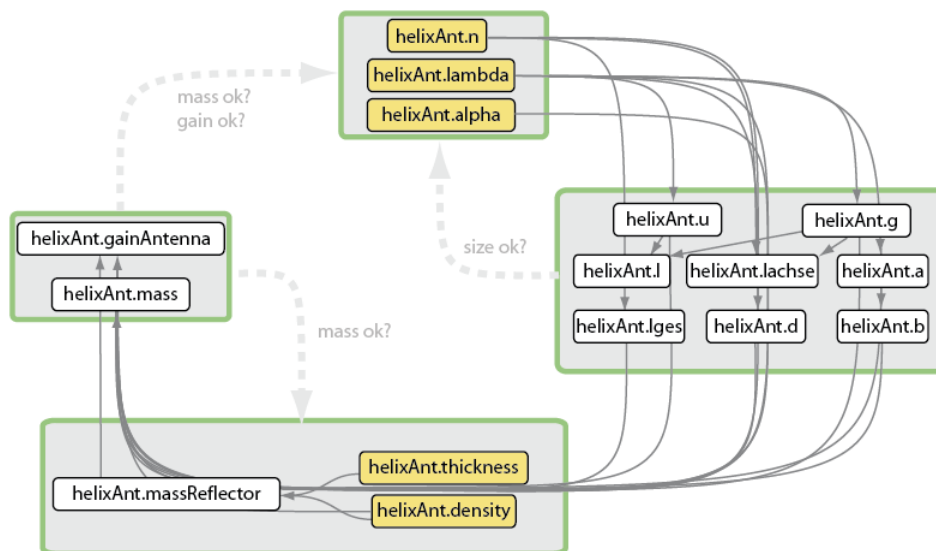 helixAnt.n
helixAnt.lambda
helixAnt.alpha
mass ok?
gain ok?
helixAnt.u
helixAnt.g
helixAnt.gainAntenna
helixAnt.mass
size ok?
helixAnt.l
helixAnt.lachse
helixAnt.a
helixAnt.lges
helixAnt.d
helixAnt.b
mass ok?
helixAnt.thickness
helixAnt.massReflector
helixAnt.density